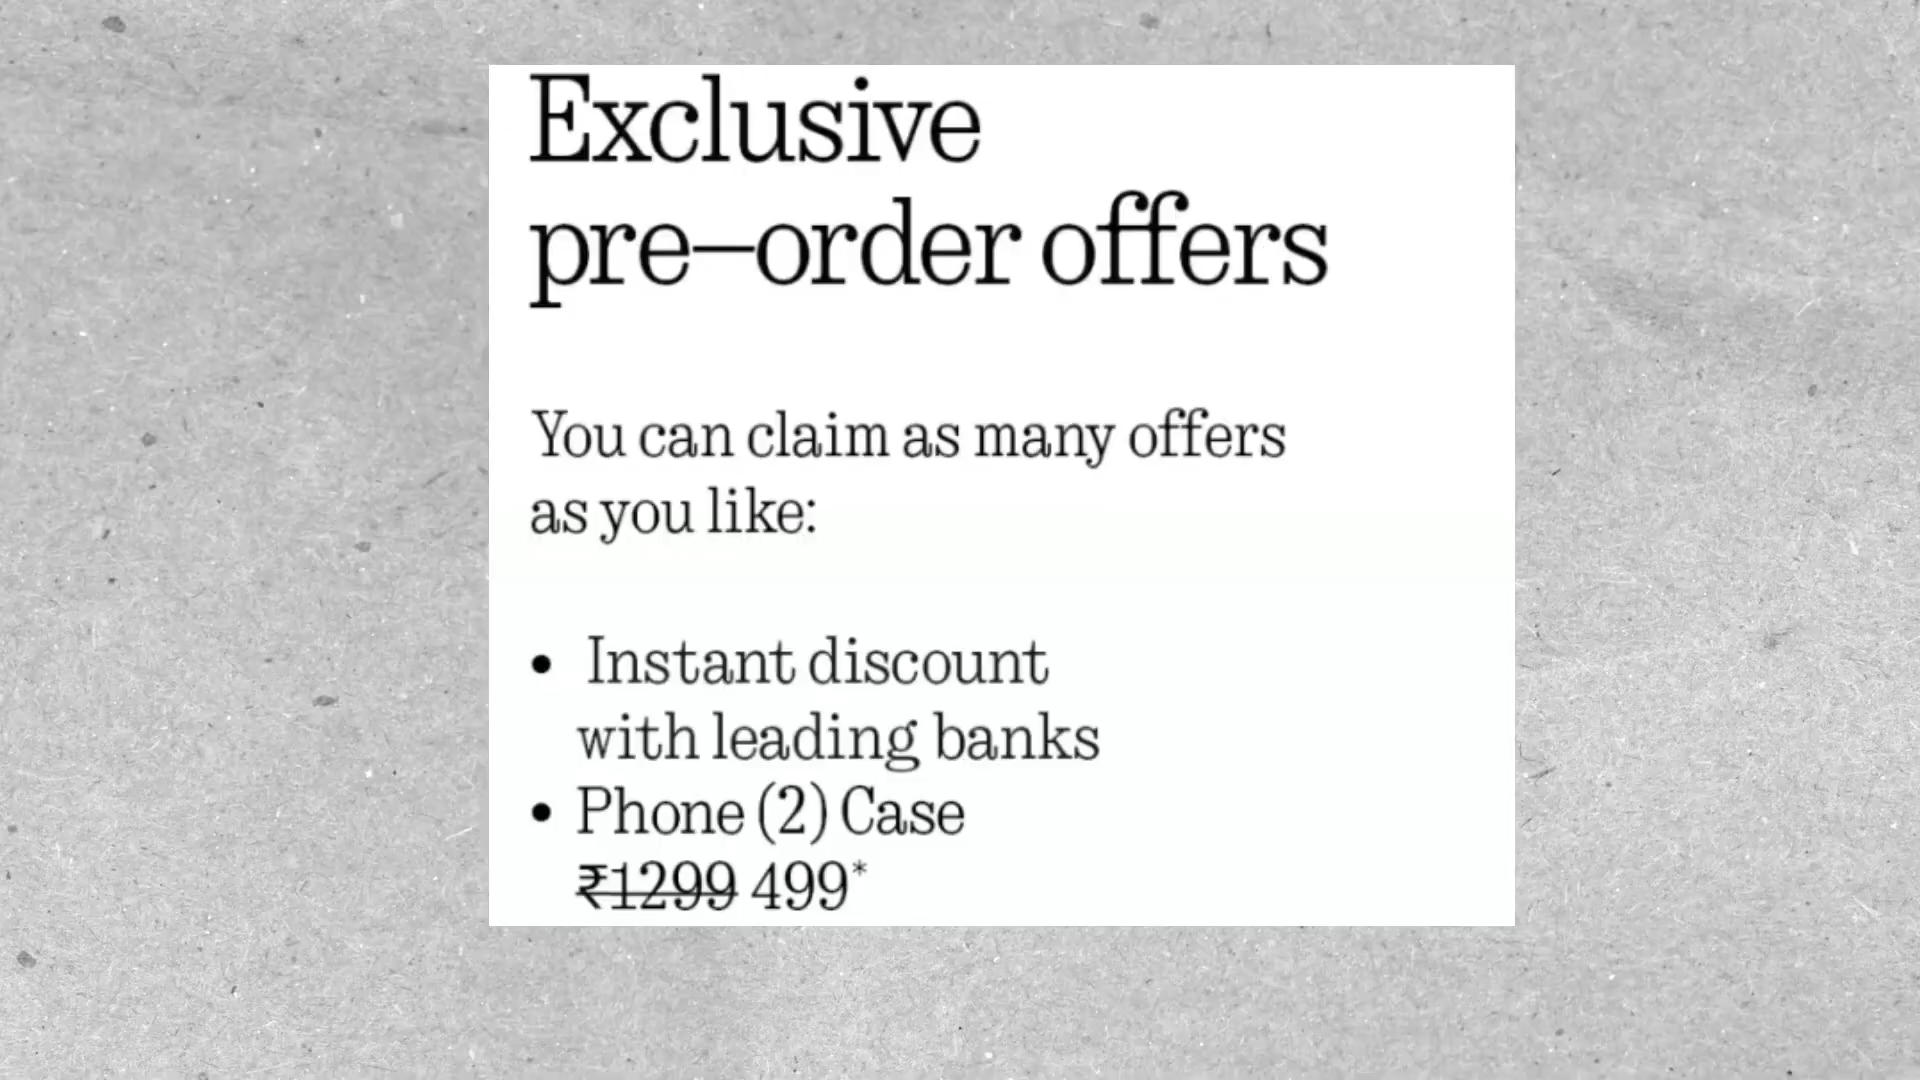 Exclusive
pre–order offers
You can claim as many offers
as you like:
• Instant discount
with leading banks
• Phone (2) Case
₹1299 499*